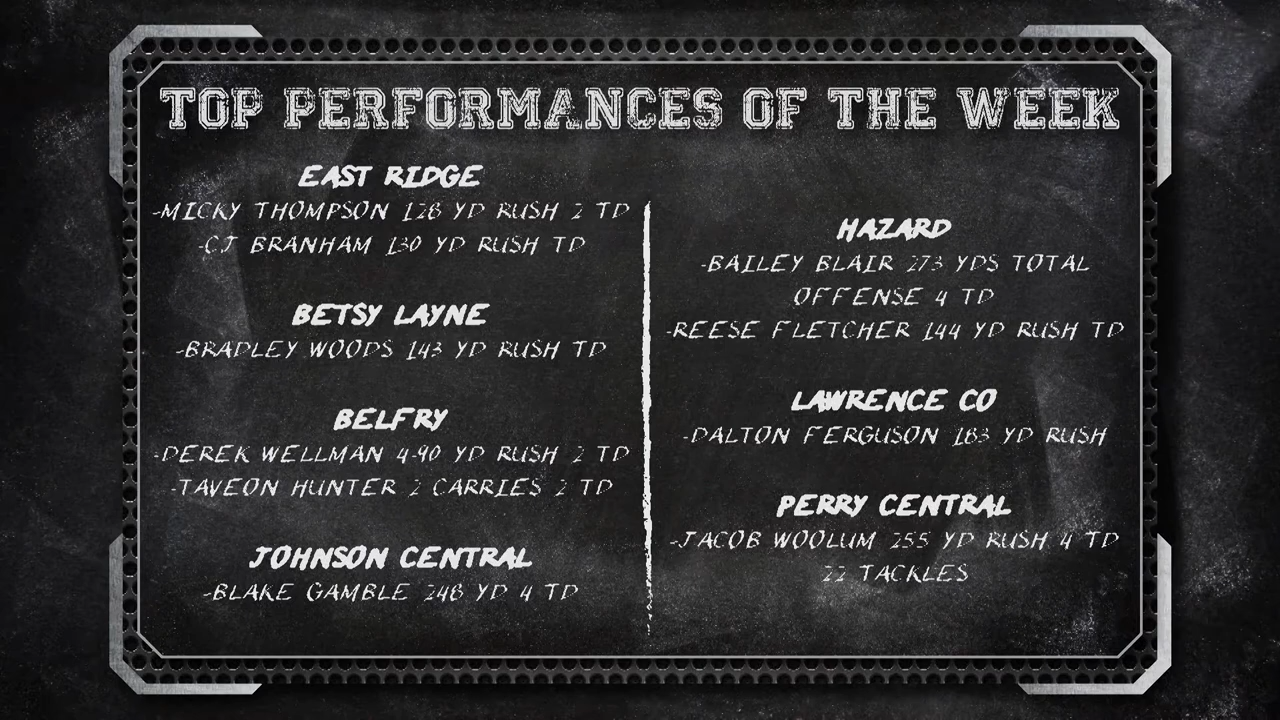 TOP PERFORMANCES OF THE WEEK
EAST RIDGE
-MICKY THOMPSON 128 YD RUSH 2 TD
-CJ BRANHAM 130 YD RUSH TD
BETSY LAYNE
-BRADLEY WOODS 143 YD RUSH TD
BELFRY
-DEREK WELLMAN 4-90 YD RUSH 2 TD
-TAVEON HUNTER 2 CARRIES 2 TD
JOHNSON CENTRAL
-BLAKE GAMBLE 248 YD 4 TD
HAZARD
-BAILEY BLAIR 273 YDS TOTAL
OFFENSE 4 TD
-REESE FLETCHER 144 YD RUSH TD
LAWRENCE CO
-DALTON FERGUSON 183 YD RUSH
PERRY CENTRAL
-JACOB WOOLUM 255 YD RUSH 4 TD
22 TACKLES